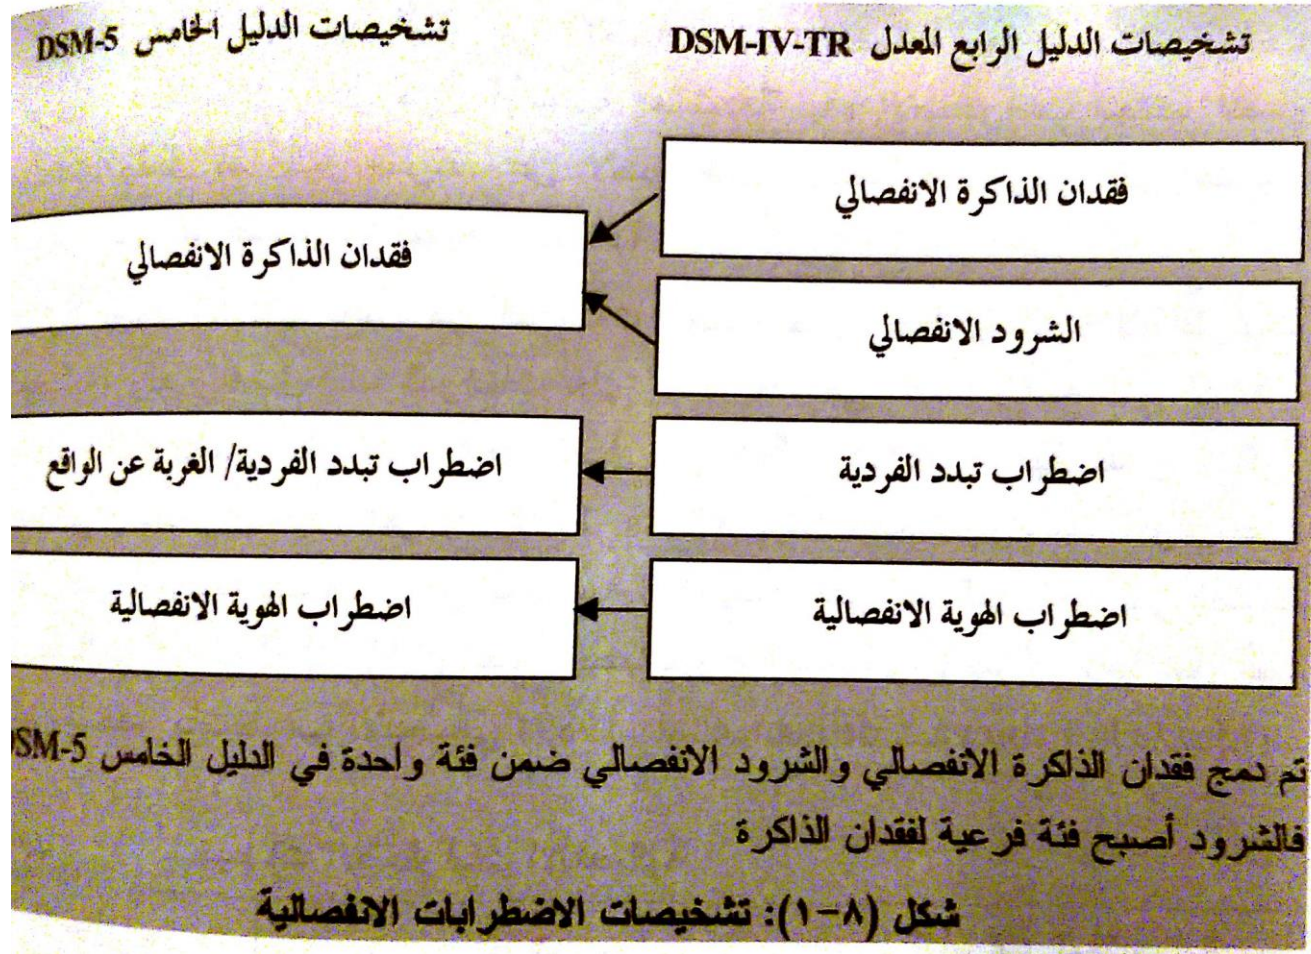 تشخيصات الدليل الرابع المعدل DSM-IV-TR
تشخيصات الدليل الخامس DSM-5
فقدان الذاكرة الانفصالي
الشرود الانفصالي
فقدان الذاكرة الانفصالي
اضطراب تبدد الفردية
اضطراب تبدد الفردية/ الغربة عن الواقع
اضطراب الهوية الانفصالية
اضطراب الهوية الانفصالية
تم دمج فقدان الذاكرة الانفصالي والشرود الانفصالي ضمن فئة واحدة في الدليل الخامس SM-5
فالشرود أصبح فئة فرعية لفقدان الذاكرة
شكل (٨-١): تشخيصات الاضطرابات الانفصالية